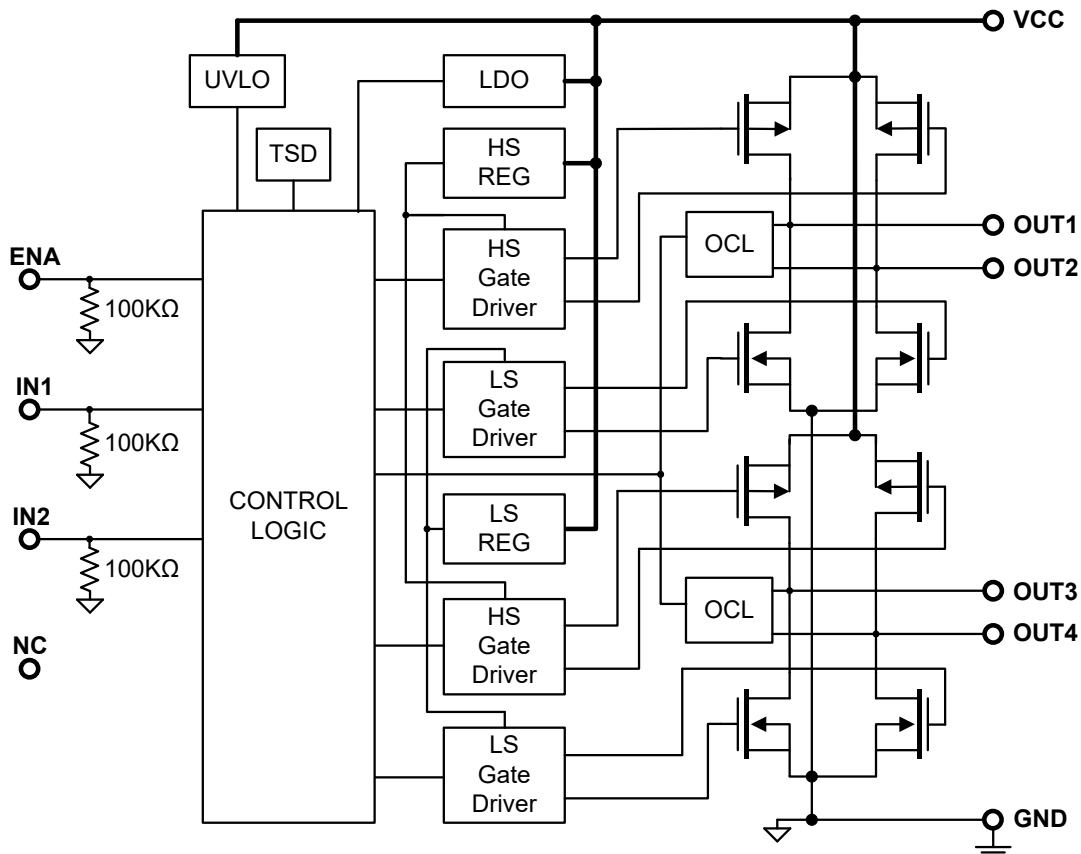 VCC
UVLO
LDO
TSD
HS
REG
HS
Gate
Driver
OCL
OUT1
OUT2
ENA
100KΩ
LS
Gate
Driver
IN1
100KΩ
CONTROL
LOGIC
LS
REG
IN2
100KΩ
HS
Gate
Driver
OCL
OUT3
OUT4
NC
LS
Gate
Driver
GND